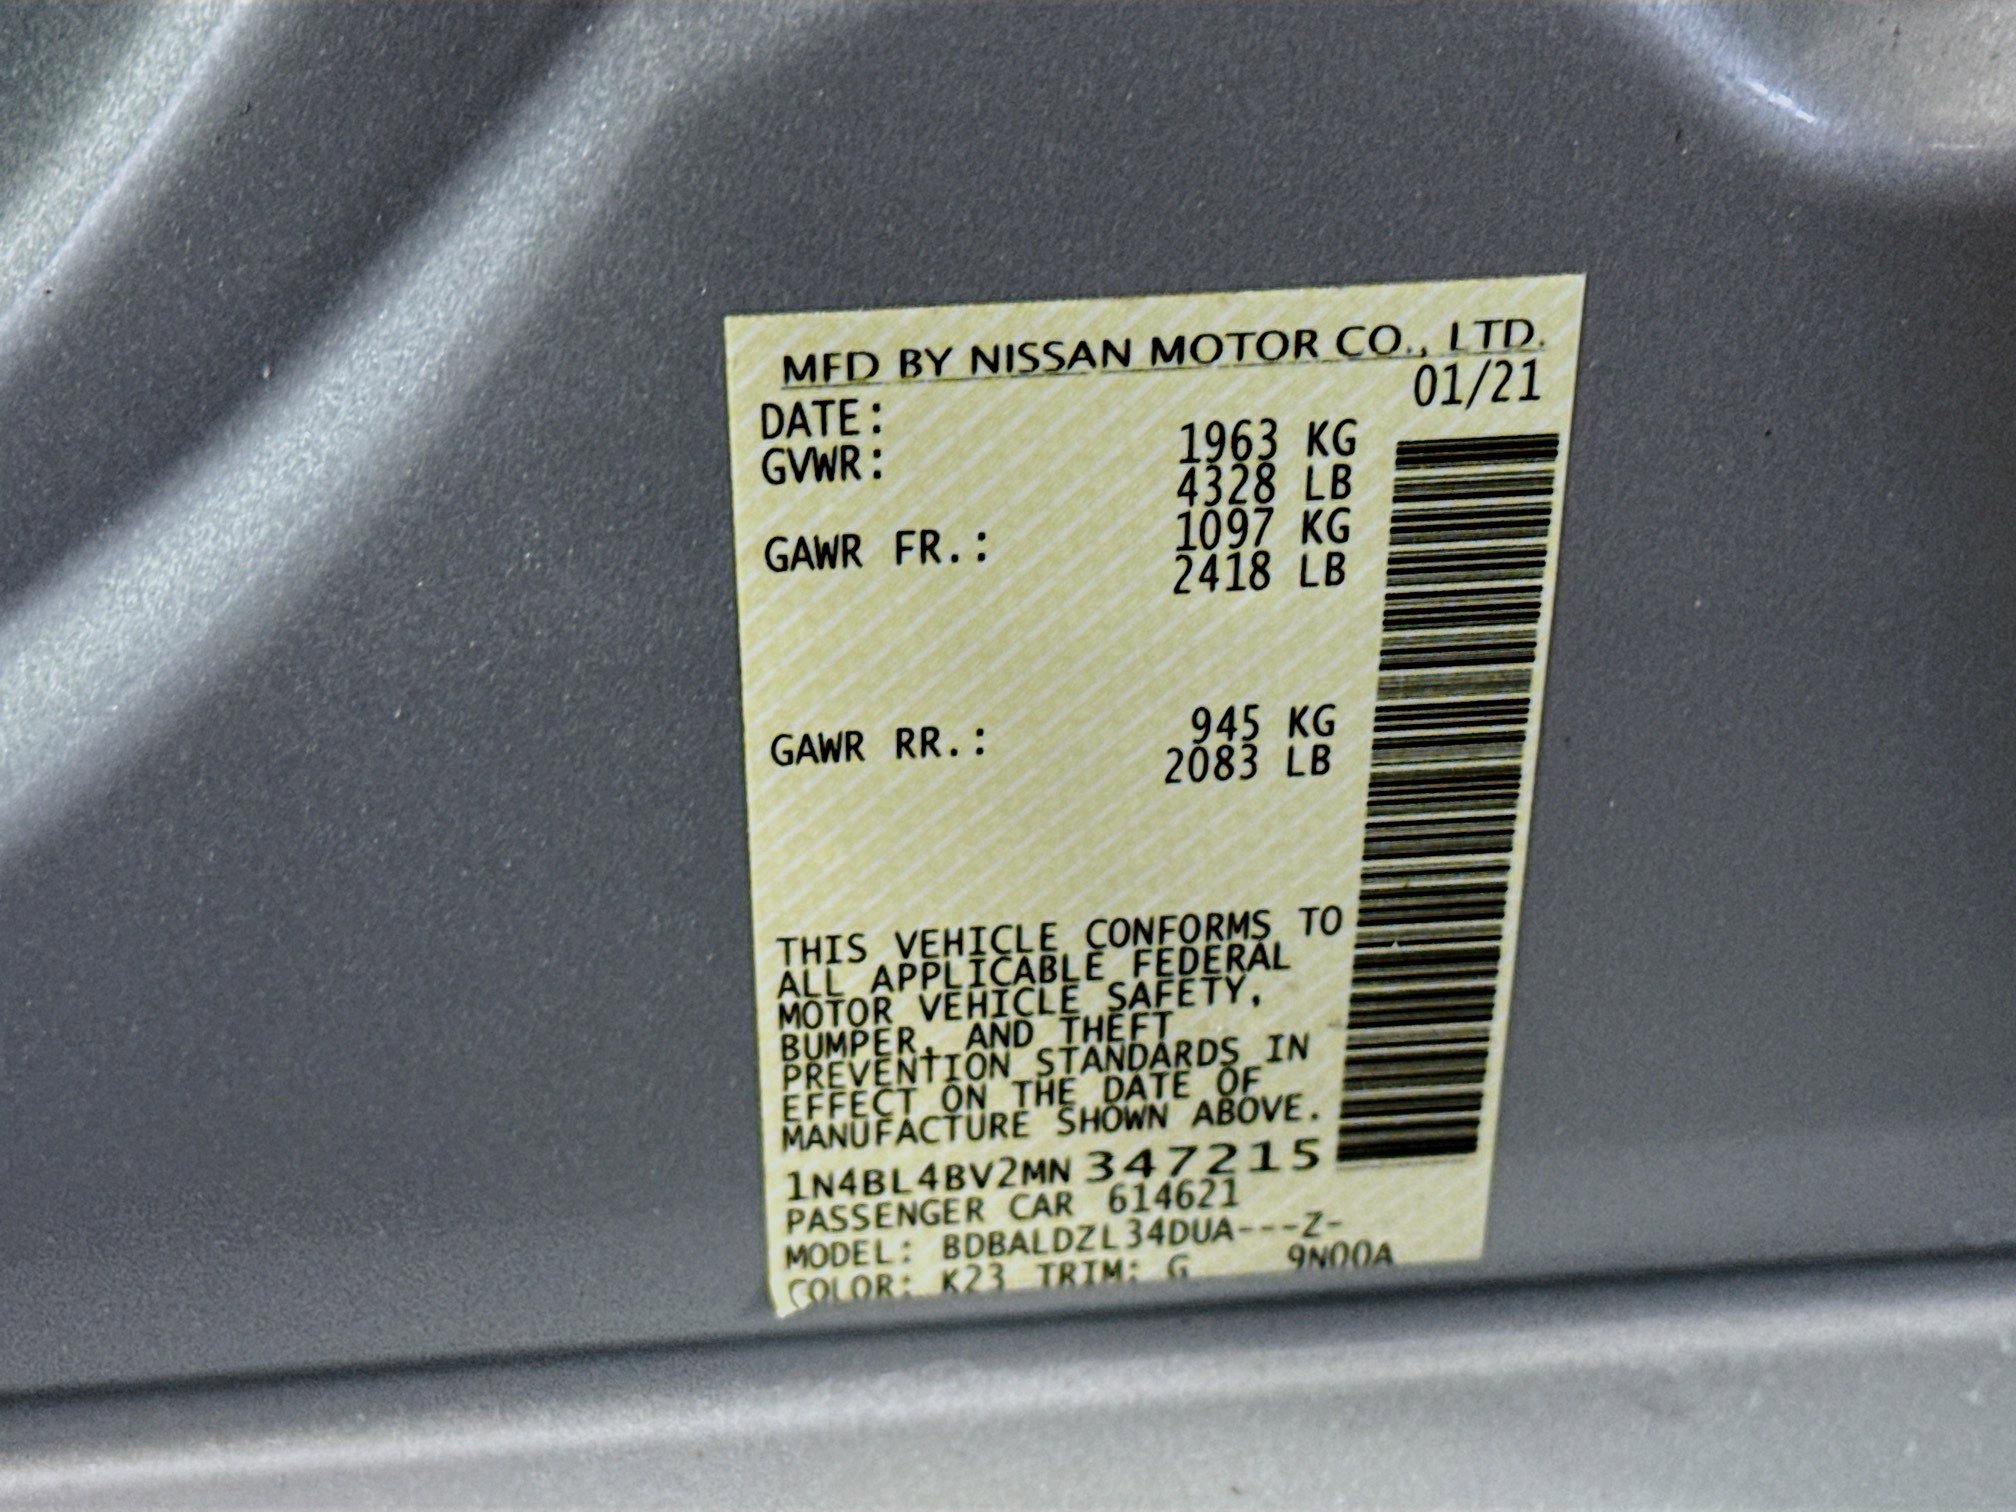 MFD BY NISSAN MOTOR CO., LTD.
DATE: 01/21
GVWR: 1963 KG
4328 LB
GAWR FR.: 1097 KG
2418 LB
GAWR RR.: 945 KG
2083 LB
THIS VEHICLE CONFORMS TO
ALL APPLICABLE FEDERAL
MOTOR VEHICLE SAFETY,
BUMPER, AND THEFT
PREVENTION STANDARDS IN
EFFECT ON THE DATE OF
MANUFACTURE SHOWN ABOVE.
1N4BL4BV2MN 347215
PASSENGER CAR 614621
MODEL: BDBALDZL34DUA---Z-
COLOR: K23 TRIM: G 9N00A